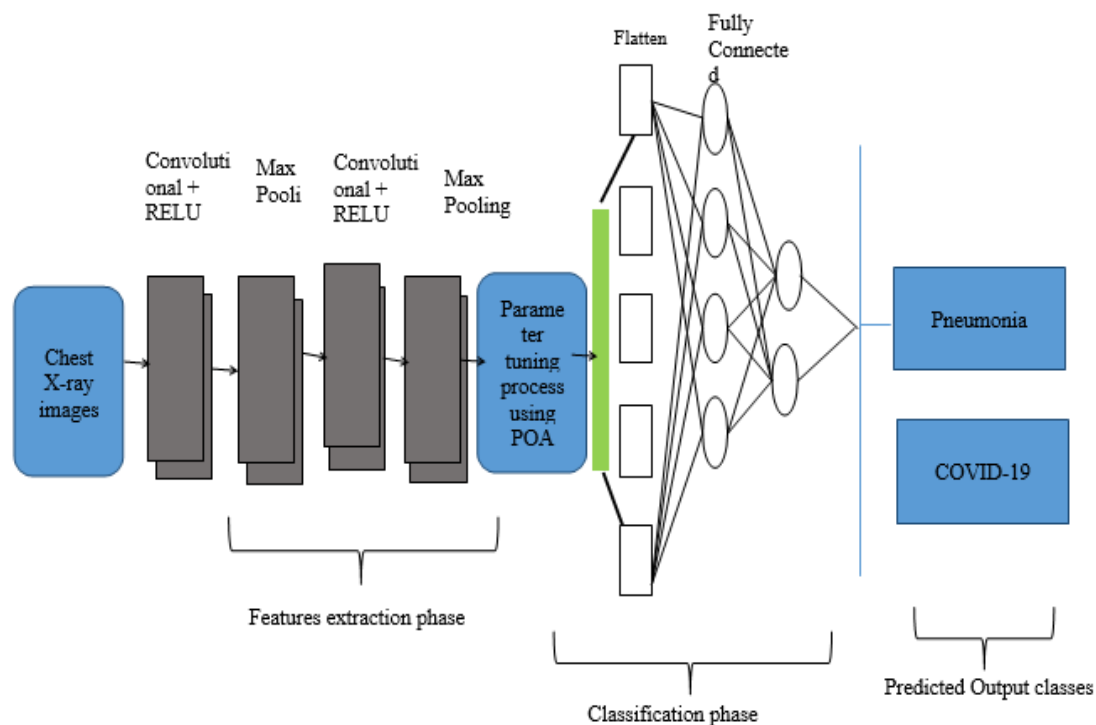 Flatten
Fully
Connecte
d
Convoluti
onal +
RELU
Max
Pooli
Convoluti
onal +
RELU
Max
Pooling
Chest
X-ray
images
Parame
ter
tuning
process
using
POA
Pneumonia
COVID-19
Features extraction phase
Classification phase
Predicted Output classes